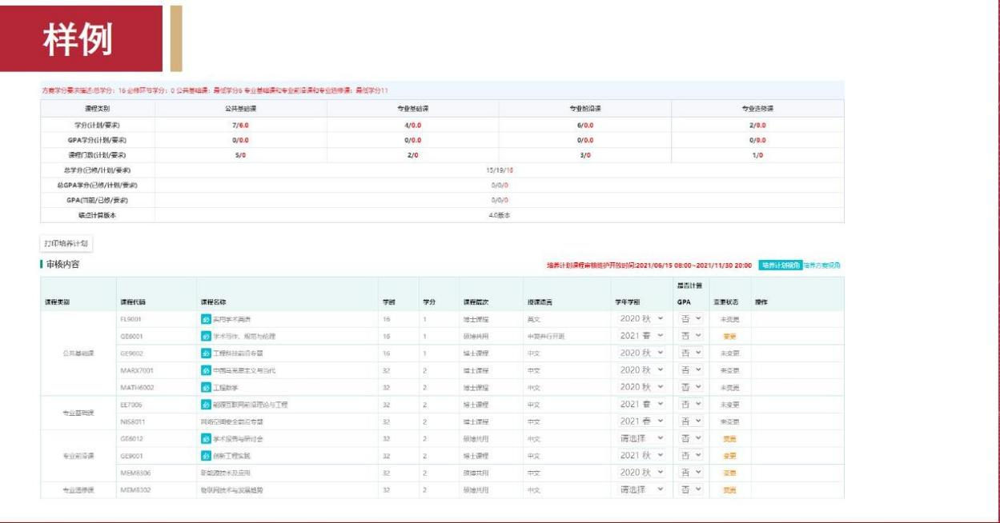 样例
方案学分要求描述:总学分：16 必修环节学分：0 公共基础课：最低学分6 专业基础课和专业前沿课和专业选修课：最低学分11
课程类别 公共基础课 专业基础课 专业前沿课 专业选修课
学分(计划/要求) 7/6.0 4/0.0 6/0.0 2/0.0
GPA学分(计划/要求) 0/0.0 0/0.0 0/0.0 0/0.0
课程门数(计划/要求) 5/0 2/0 3/0 1/0
总学分(已修/计划/要求) 15/19/16
总GPA学分(已修/计划/要求) 0/0/0
GPA(当前/已修/要求) 0/0/0
绩点计算版本 4.0版本
打印培养计划
审核内容 培养计划课程审核维护开放时间:2021/06/15 08:00~2021/11/30 20:00 培养计划视角 培养方案视角
课程类别 课程代码 课程名称 学时 学分 课程层次 授课语言 学年学期 是否计算GPA 变更状态 操作
FL9001 必 实用学术英语 16 1 博士课程 英文 2020 秋 否 未变更
GE6001 必 学术写作、规范与伦理 16 1 硕博共用 中英并行开班 2021 春 否 变更
公共基础课 GE9002 必 工程科技前沿专题 16 1 博士课程 中文 2020 秋 否 未变更
MARX7001 必 中国马克思主义与当代 32 2 博士课程 中文 2020 秋 否 未变更
MATH6002 必 工程数学 32 2 博士课程 中文 2020 秋 否 未变更
专业基础课 EE7006 必 能源互联网前沿理论与工程 32 2 博士课程 中文 2021 春 否 未变更
NIS8011 网络空间安全前沿专题 32 2 博士课程 中文 2021 春 否 未变更
GE6012 必 学术报告与研讨会 32 2 硕博共用 中文 请选择 否 变更
专业前沿课 GE9001 必 创新工程实践 32 2 博士课程 中文 2021 秋 否 变更
MEM8306 新能源技术及应用 32 2 硕博共用 中文 2020 秋 否 变更
专业选修课 MEM8302 物联网技术与发展趋势 32 2 硕博共用 中文 请选择 否 变更